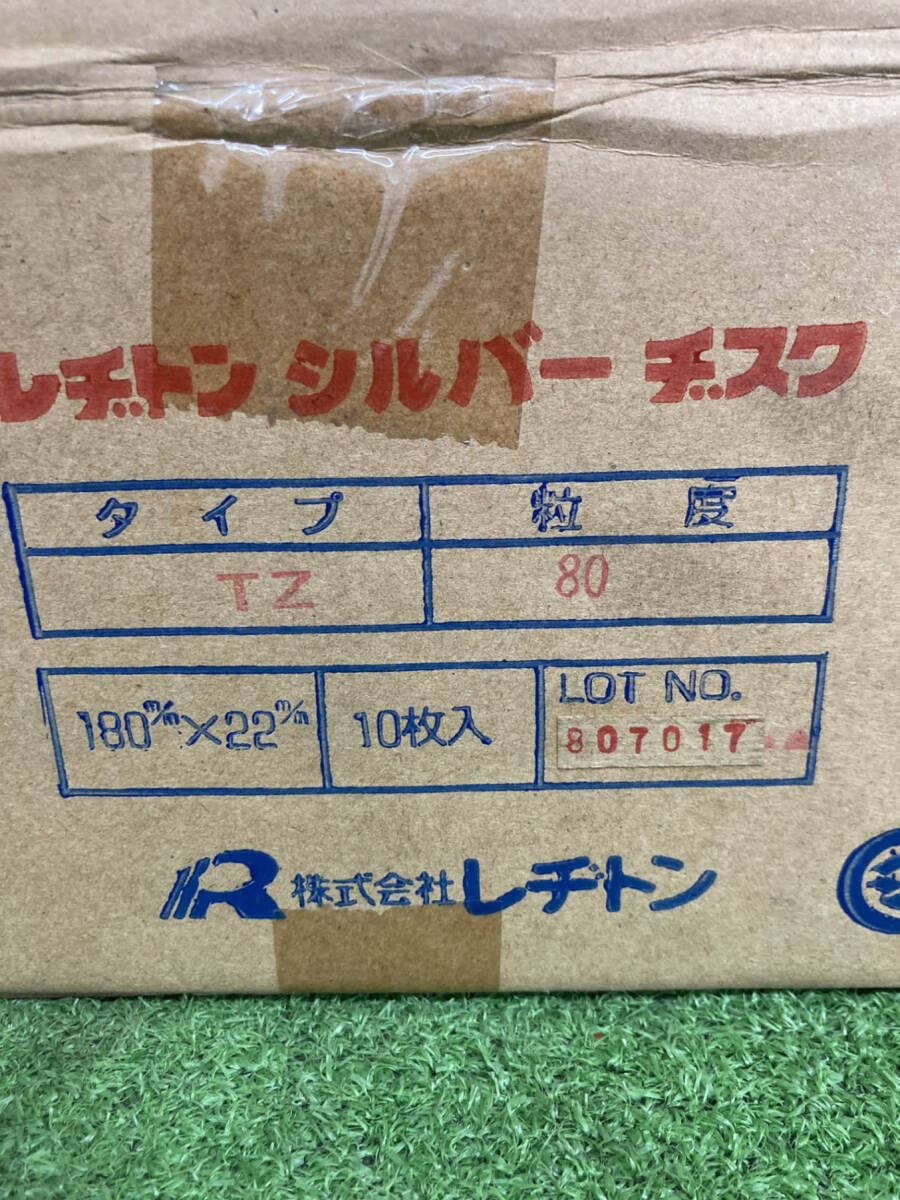 レヂトン シルバー ヂスク
タイプ 粒度
TZ 80
180m/m×22m/m 10枚入 LOT NO.
807017
R 株式会社レヂトン